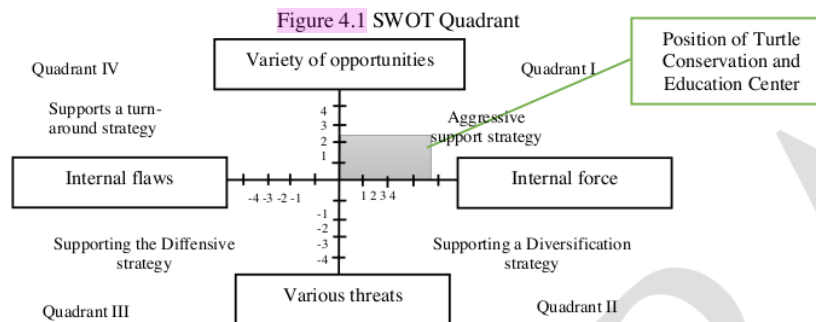 Figure 4.1 SWOT Quadrant
Position of Turtle
Conservation and
Education Center
Variety of opportunities
Quadrant IV
Quadrant I
Supports a turn-
around strategy
Aggressive
support strategy
4
3
2
1
Internal flaws
Internal force
-4 -3 -2 -1
1 2 3 4
-1
-2
-3
-4
Supporting the Diffensive
strategy
Supporting a Diversification
strategy
Various threats
Quadrant III
Quadrant II